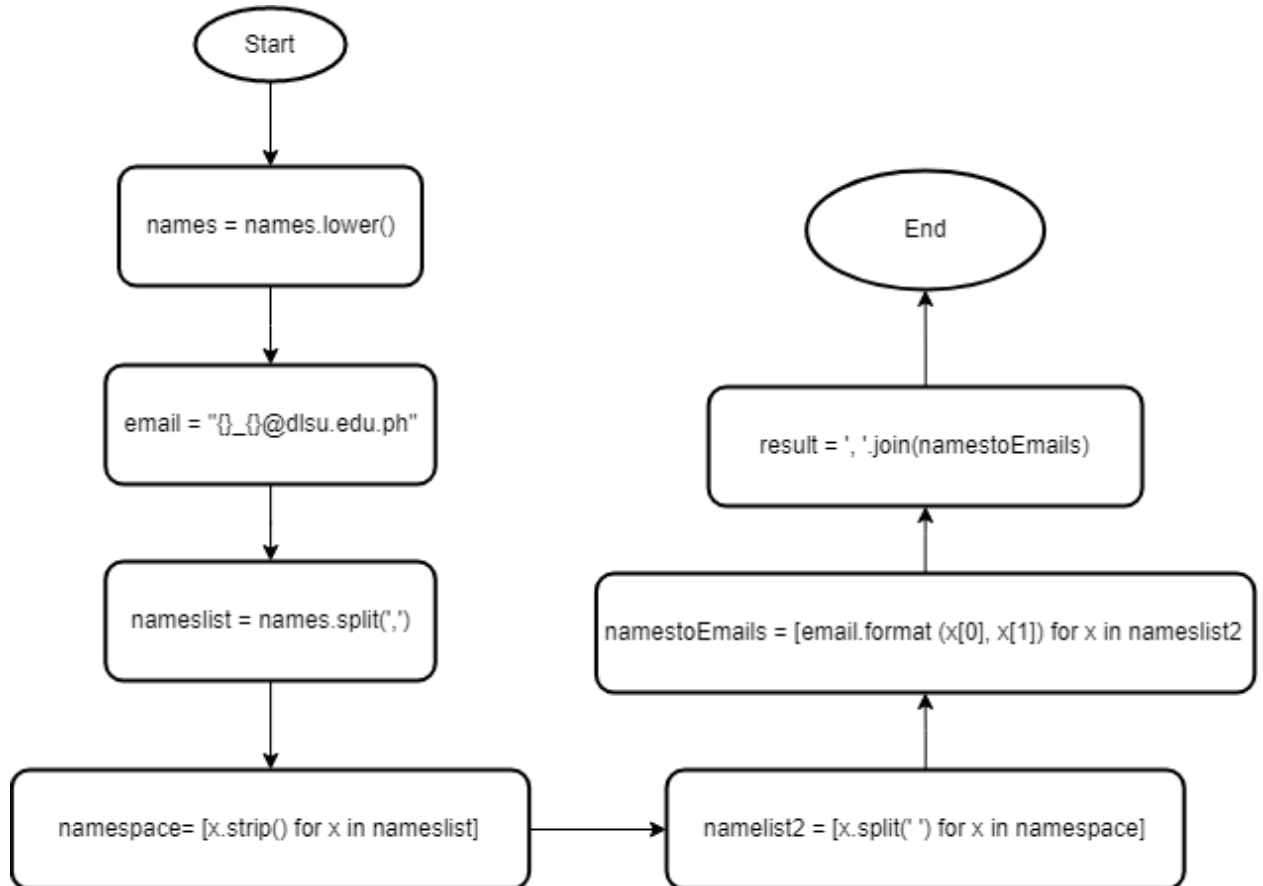 Start
names = names.lower()
email = "{}_{}@dlsu.edu.ph"
nameslist = names.split(',')
namespace= [x.strip() for x in nameslist]
namelist2 = [x.split(' ') for x in namespace]
namestoEmails = [email.format (x[0], x[1]) for x in nameslist2
result = ', '.join(namestoEmails)
End